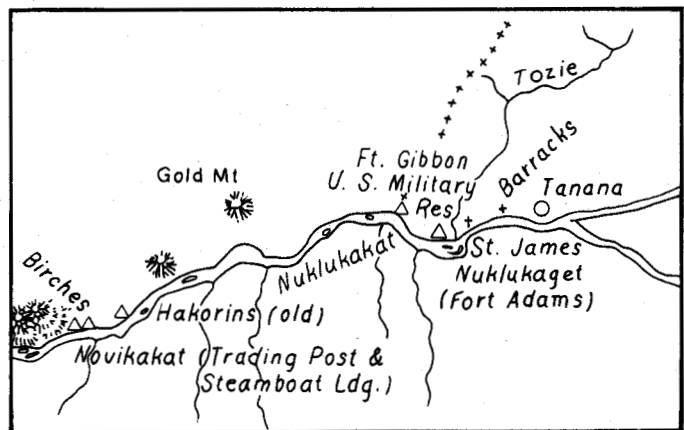 Tozie
Barracks
Ft. Gibbon
U. S. Military
Res
Gold Mt
Tanana
St. James
Nuklukaget
(Fort Adams)
Nuklukakat
Birches
Hakorins (old)
Novikakat (Trading Post &
Steamboat Ldg.)